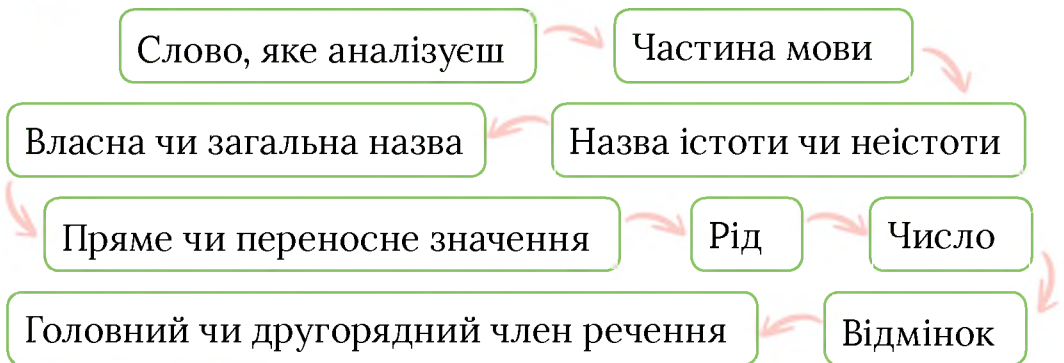 Слово, яке аналізуєш
Частина мови
Назва істоти чи неістоти
Власна чи загальна назва
Пряме чи переносне значення
Рід
Число
Відмінок
Головний чи другорядний член речення